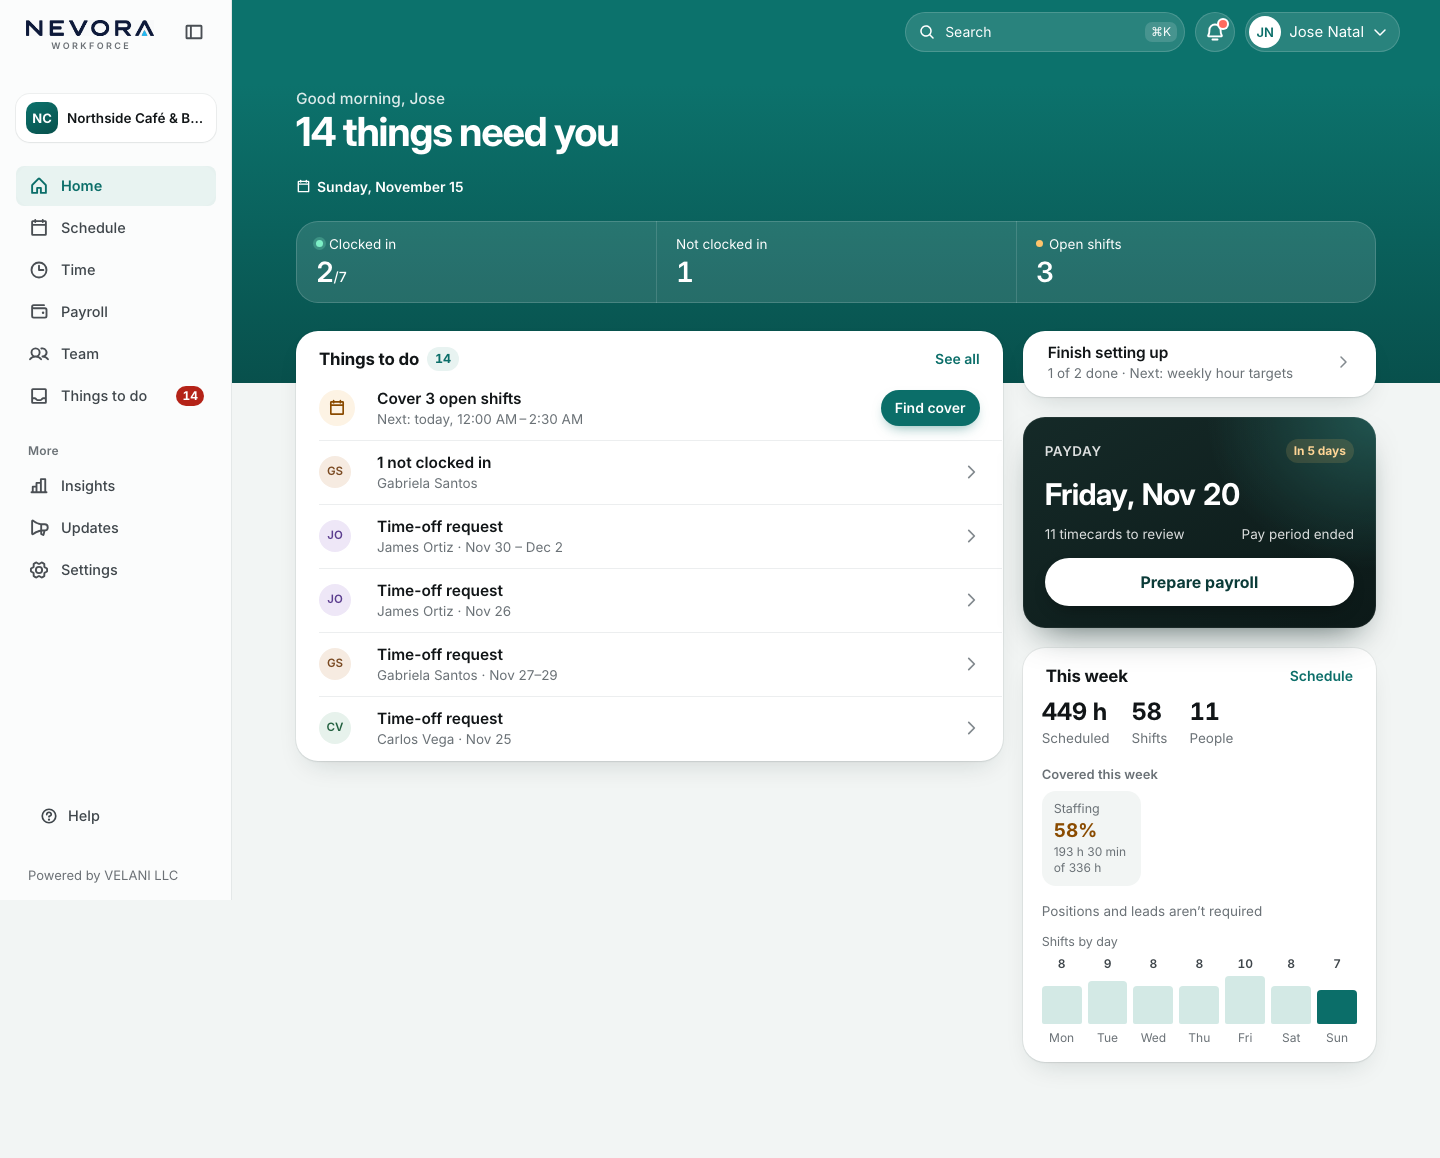 NEVORA
WORKFORCE
Search
⌘K
JN
Jose Natal
NC
Northside Café & B...
Home
Schedule
Time
Payroll
Team
Things to do
14
More
Insights
Updates
Settings
Help
Powered by VELANI LLC
Good morning, Jose
14 things need you
Sunday, November 15
Clocked in
2/7
Not clocked in
1
Open shifts
3
Things to do
14
See all
Cover 3 open shifts
Next: today, 12:00 AM – 2:30 AM
Find cover
GS
1 not clocked in
Gabriela Santos
JO
Time-off request
James Ortiz · Nov 30 – Dec 2
JO
Time-off request
James Ortiz · Nov 26
GS
Time-off request
Gabriela Santos · Nov 27–29
CV
Time-off request
Carlos Vega · Nov 25
Finish setting up
1 of 2 done · Next: weekly hour targets
PAYDAY
In 5 days
Friday, Nov 20
11 timecards to review
Pay period ended
Prepare payroll
This week
Schedule
449 h 58 11
Scheduled Shifts People
Covered this week
Staffing
58%
193 h 30 min
of 336 h
Positions and leads aren’t required
Shifts by day
8 9 8 8 10 8 7
Mon Tue Wed Thu Fri Sat Sun